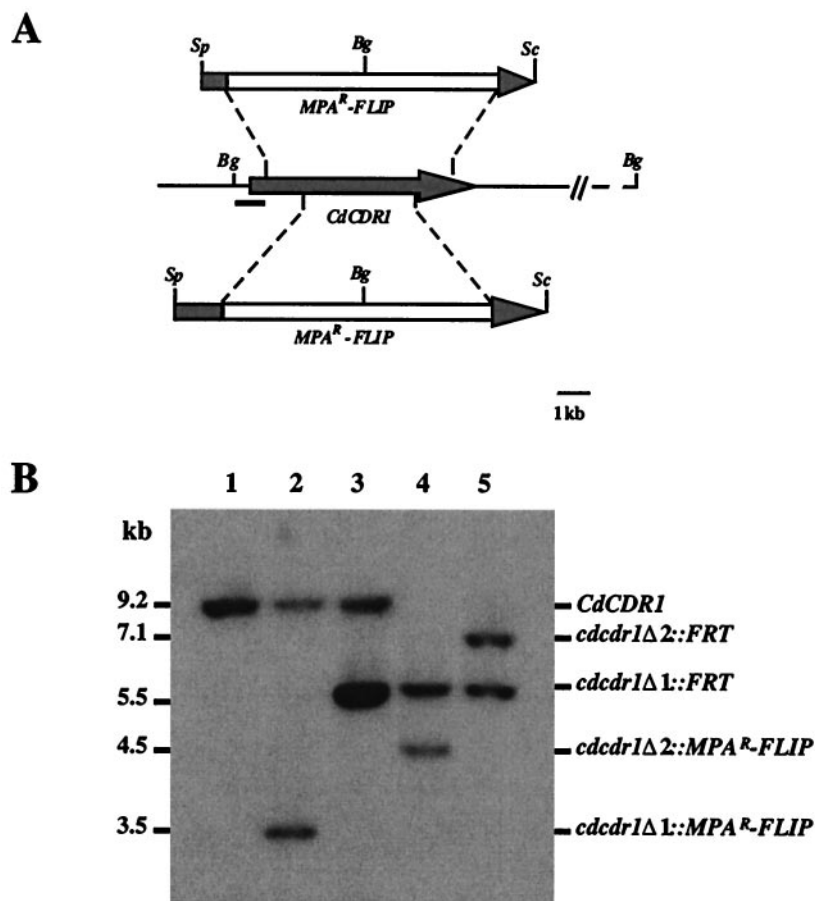 A
Sp Bg Sc
MPA^R-FLIP
Bg // Bg
CdCDR1
Sp Bg Sc
MPA^R-FLIP
1kb
B
1 2 3 4 5
kb
9.2 CdCDR1
7.1 cdcdr1Δ2::FRT
5.5 cdcdr1Δ1::FRT
4.5 cdcdr1Δ2::MPA^R-FLIP
3.5 cdcdr1Δ1::MPA^R-FLIP